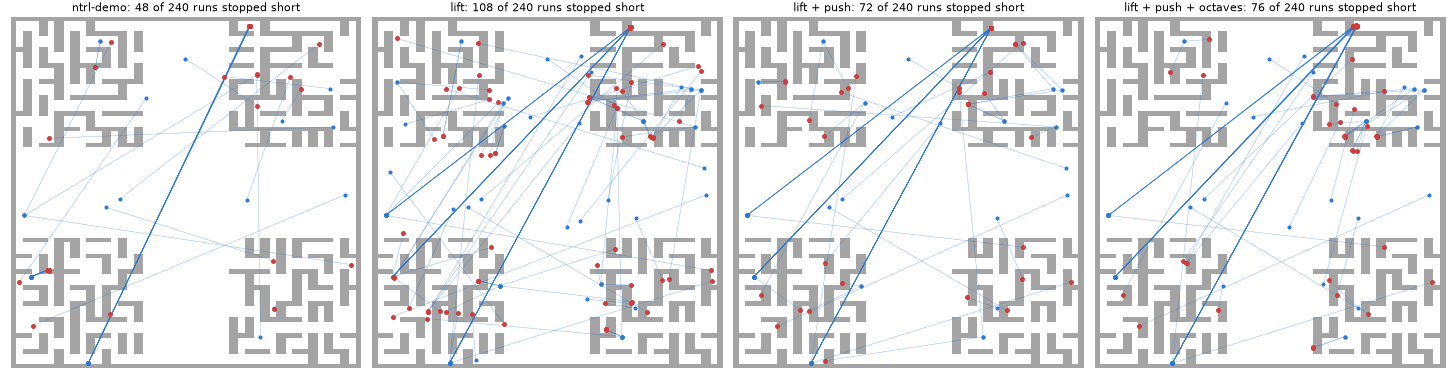 ntrl-demo: 48 of 240 runs stopped short
lift: 108 of 240 runs stopped short
lift + push: 72 of 240 runs stopped short
lift + push + octaves: 76 of 240 runs stopped short